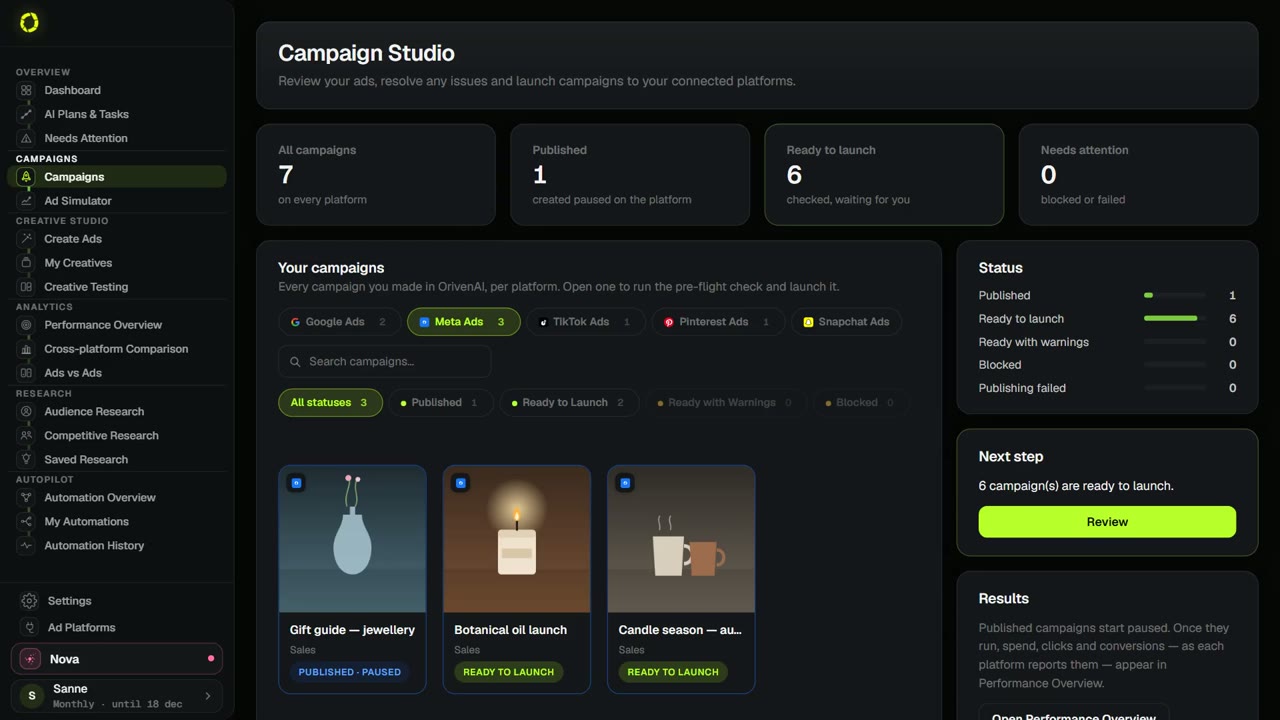 OVERVIEW
Dashboard
AI Plans & Tasks
Needs Attention
CAMPAIGNS
Campaigns
Ad Simulator
CREATIVE STUDIO
Create Ads
My Creatives
Creative Testing
ANALYTICS
Performance Overview
Cross-platform Comparison
Ads vs Ads
RESEARCH
Audience Research
Competitive Research
Saved Research
AUTOPILOT
Automation Overview
My Automations
Automation History
Settings
Ad Platforms
Nova
S
Sanne
Monthly · until 18 dec
Campaign Studio
Review your ads, resolve any issues and launch campaigns to your connected platforms.
All campaigns
7
on every platform
Published
1
created paused on the platform
Ready to launch
6
checked, waiting for you
Needs attention
0
blocked or failed
Your campaigns
Every campaign you made in OrivenAI, per platform. Open one to run the pre-flight check and launch it.
Google Ads 2
Meta Ads 3
TikTok Ads 1
Pinterest Ads 1
Snapchat Ads
Search campaigns...
All statuses 3
Published 1
Ready to Launch 2
Ready with Warnings 0
Blocked 0
Gift guide — jewellery
Sales
PUBLISHED · PAUSED
Botanical oil launch
Sales
READY TO LAUNCH
Candle season — au...
Sales
READY TO LAUNCH
Status
Published 1
Ready to launch 6
Ready with warnings 0
Blocked 0
Publishing failed 0
Next step
6 campaign(s) are ready to launch.
Review
Results
Published campaigns start paused. Once they
run, spend, clicks and conversions — as each
platform reports them — appear in
Performance Overview.
Open Performance Overview